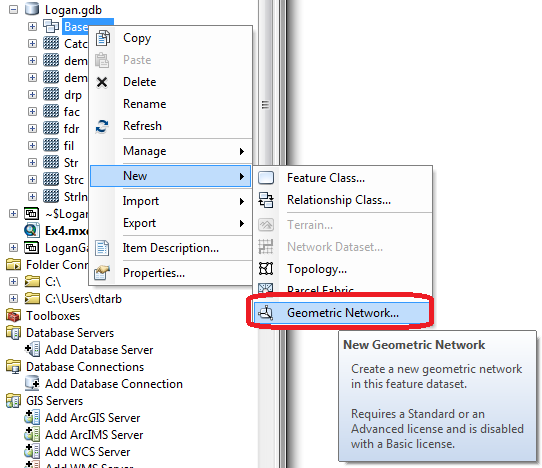 Logan.gdb
Base
Catc
dem
dem
drp
fac
fdr
fil
Str
Strc
StrIn
~$Logan
Ex4.mxd
LoganGa
Folder Conn
C:\
C:\Users\dtarb
Toolboxes
Database Servers
Add Database Server
Database Connections
Add Database Connection
GIS Servers
Add ArcGIS Server
Add ArcIMS Server
Add WCS Server
Add WMS Server
Copy
Paste
Delete
Rename
Refresh
Manage
New
Import
Export
Item Description...
Properties...
Feature Class...
Relationship Class...
Terrain...
Network Dataset...
Topology...
Parcel Fabric
Geometric Network...
New Geometric Network
Create a new geometric network
in this feature dataset.
Requires a Standard or an
Advanced license and is disabled
with a Basic license.